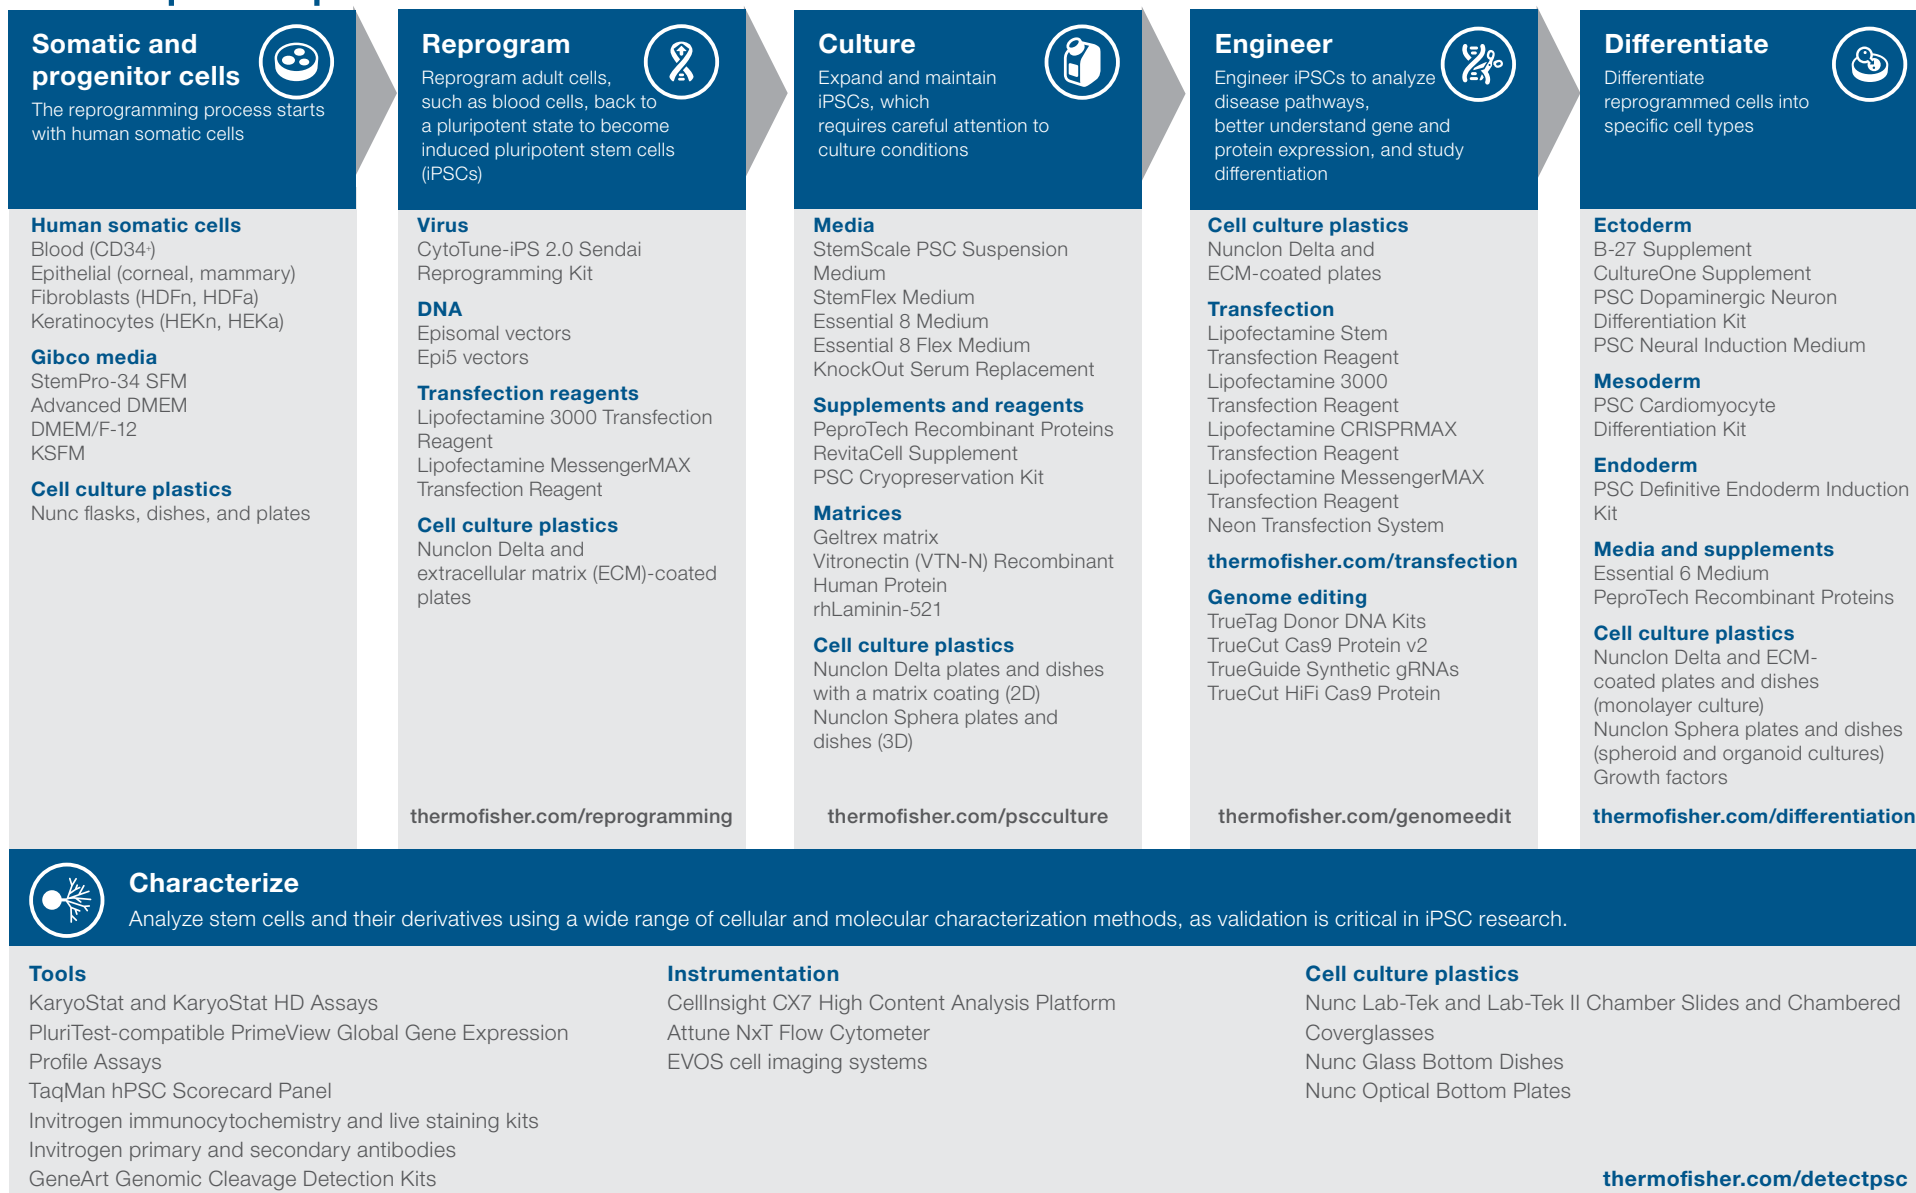 Somatic and
progenitor cells
The reprogramming process starts
with human somatic cells
Human somatic cells
Blood (CD34+)
Epithelial (corneal, mammary)
Fibroblasts (HDFn, HDFa)
Keratinocytes (HEKn, HEKa)
Gibco media
StemPro-34 SFM
Advanced DMEM
DMEM/F-12
KSFM
Cell culture plastics
Nunc flasks, dishes, and plates
Reprogram
Reprogram adult cells,
such as blood cells, back to
a pluripotent state to become
induced pluripotent stem cells
(iPSCs)
Virus
CytoTune-iPS 2.0 Sendai
Reprogramming Kit
DNA
Episomal vectors
Epi5 vectors
Transfection reagents
Lipofectamine 3000 Transfection
Reagent
Lipofectamine MessengerMAX
Transfection Reagent
Cell culture plastics
Nunclon Delta and
extracellular matrix (ECM)-coated
plates
thermofisher.com/reprogramming
Culture
Expand and maintain
iPSCs, which
requires careful attention to
culture conditions
Media
StemScale PSC Suspension
Medium
StemFlex Medium
Essential 8 Medium
Essential 8 Flex Medium
KnockOut Serum Replacement
Supplements and reagents
PeproTech Recombinant Proteins
RevitaCell Supplement
PSC Cryopreservation Kit
Matrices
Geltrex matrix
Vitronectin (VTN-N) Recombinant
Human Protein
rhLaminin-521
Cell culture plastics
Nunclon Delta plates and dishes
with a matrix coating (2D)
Nunclon Sphera plates and
dishes (3D)
thermofisher.com/pscculture
Engineer
Engineer iPSCs to analyze
disease pathways,
better understand gene and
protein expression, and study
differentiation
Cell culture plastics
Nunclon Delta and
ECM-coated plates
Transfection
Lipofectamine Stem
Transfection Reagent
Lipofectamine 3000
Transfection Reagent
Lipofectamine CRISPRMAX
Transfection Reagent
Lipofectamine MessengerMAX
Transfection Reagent
Neon Transfection System
thermofisher.com/transfection
Genome editing
TrueTag Donor DNA Kits
TrueCut Cas9 Protein v2
TrueGuide Synthetic gRNAs
TrueCut HiFi Cas9 Protein
thermofisher.com/genomeedit
Differentiate
Differentiate
reprogrammed cells into
specific cell types
Ectoderm
B-27 Supplement
CultureOne Supplement
PSC Dopaminergic Neuron
Differentiation Kit
PSC Neural Induction Medium
Mesoderm
PSC Cardiomyocyte
Differentiation Kit
Endoderm
PSC Definitive Endoderm Induction
Kit
Media and supplements
Essential 6 Medium
PeproTech Recombinant Proteins
Cell culture plastics
Nunclon Delta and ECM-
coated plates and dishes
(monolayer culture)
Nunclon Sphera plates and dishes
(spheroid and organoid cultures)
Growth factors
thermofisher.com/differentiation
Characterize
Analyze stem cells and their derivatives using a wide range of cellular and molecular characterization methods, as validation is critical in iPSC research.
Tools
KaryoStat and KaryoStat HD Assays
PluriTest-compatible PrimeView Global Gene Expression
Profile Assays
TaqMan hPSC Scorecard Panel
Invitrogen immunocytochemistry and live staining kits
Invitrogen primary and secondary antibodies
GeneArt Genomic Cleavage Detection Kits
Instrumentation
CellInsight CX7 High Content Analysis Platform
Attune NxT Flow Cytometer
EVOS cell imaging systems
Cell culture plastics
Nunc Lab-Tek and Lab-Tek II Chamber Slides and Chambered
Coverglasses
Nunc Glass Bottom Dishes
Nunc Optical Bottom Plates
thermofisher.com/detectpsc